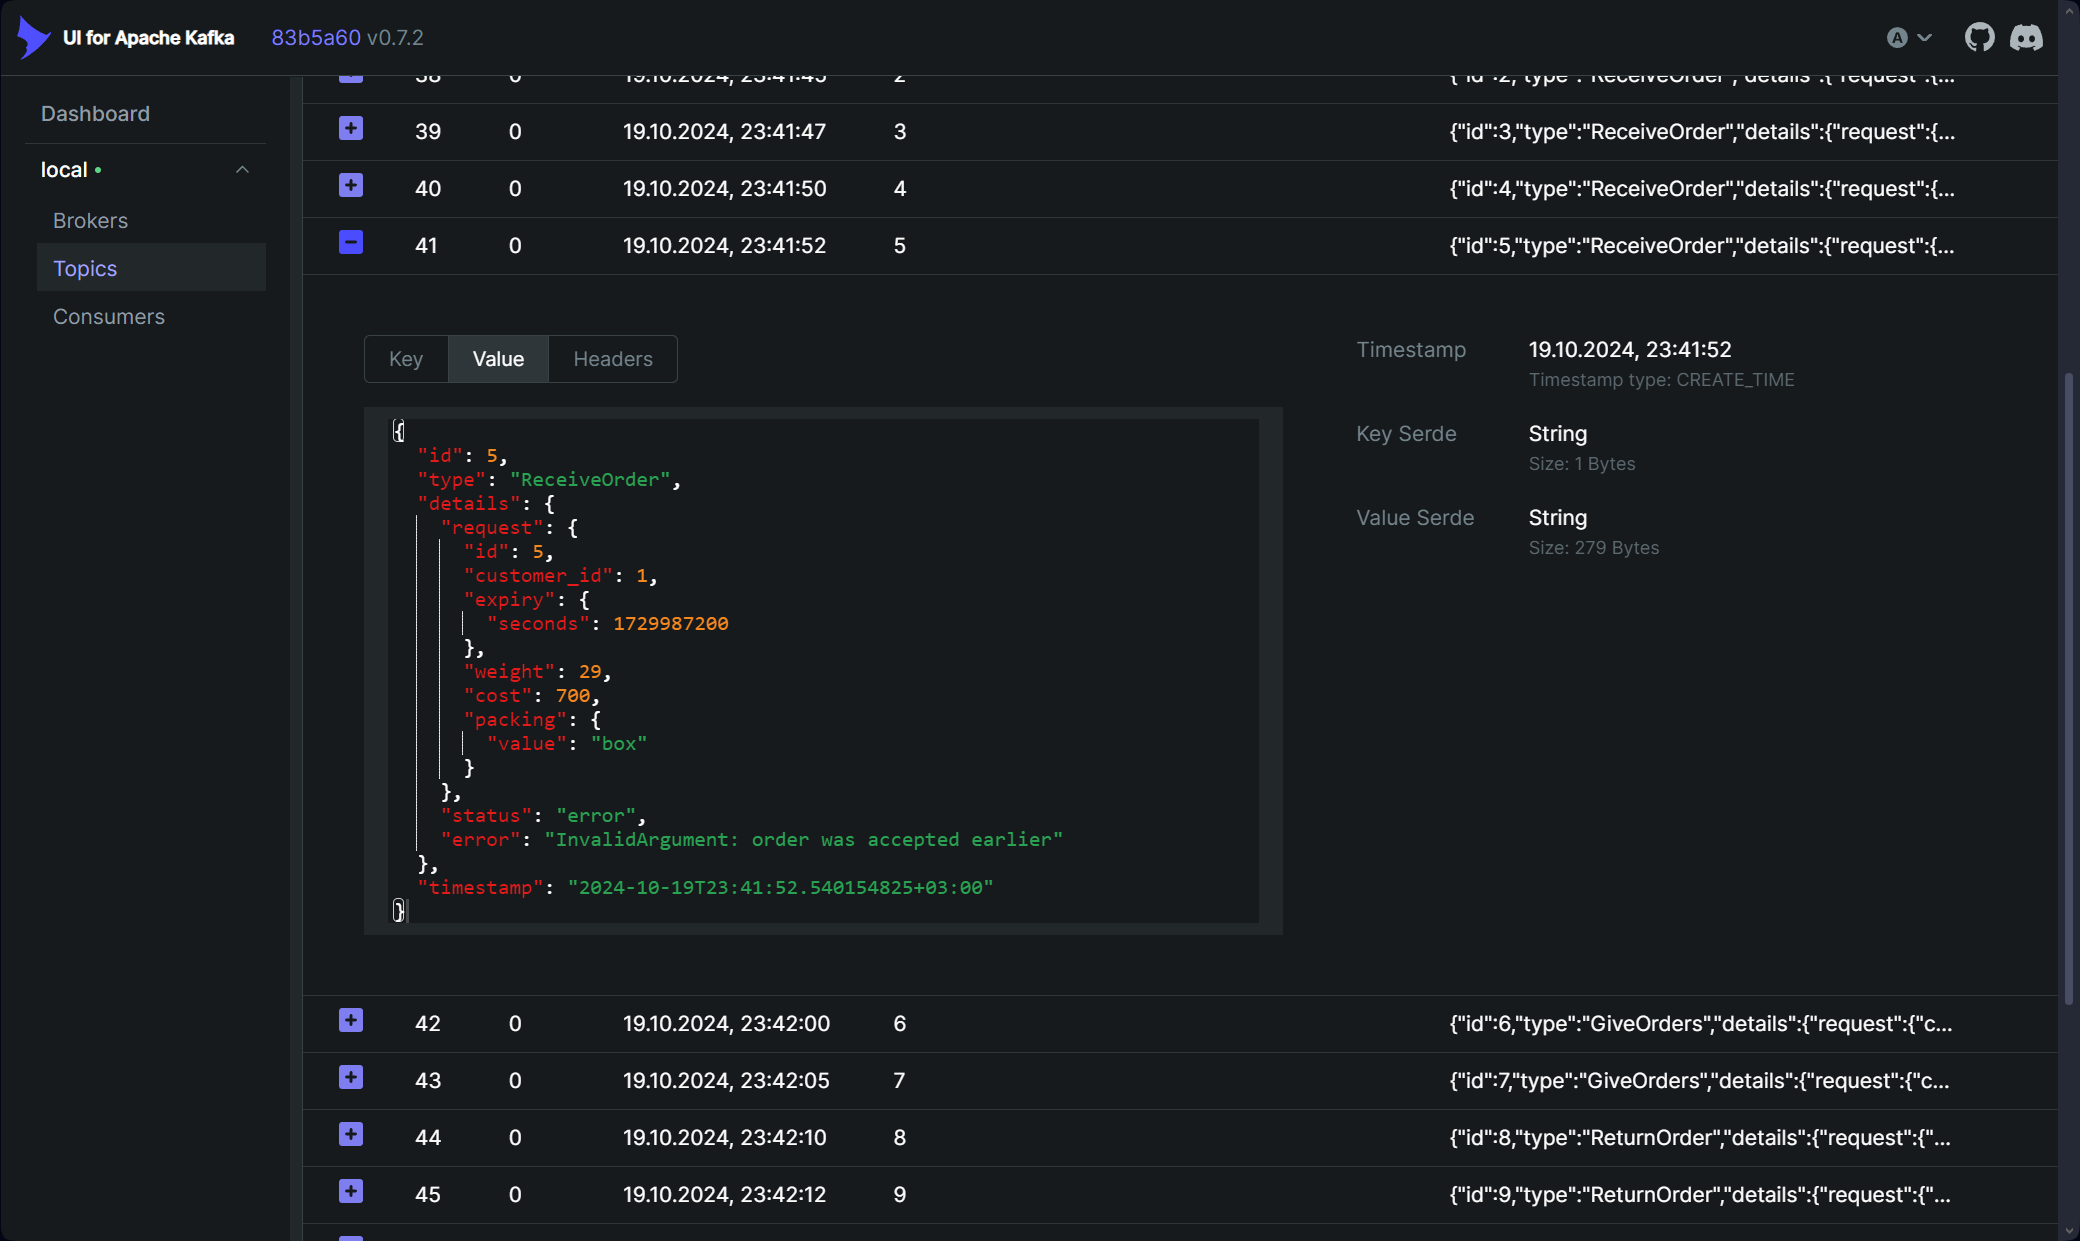 UI for Apache Kafka 83b5a60 v0.7.2 A
Dashboard
local
Brokers
Topics
Consumers
38 0 19.10.2024, 23:41:45 2 {"id":2,"type":"ReceiveOrder","details":{"request":{...
39 0 19.10.2024, 23:41:47 3 {"id":3,"type":"ReceiveOrder","details":{"request":{...
40 0 19.10.2024, 23:41:50 4 {"id":4,"type":"ReceiveOrder","details":{"request":{...
41 0 19.10.2024, 23:41:52 5 {"id":5,"type":"ReceiveOrder","details":{"request":{...
Key Value Headers
{
"id": 5,
"type": "ReceiveOrder",
"details": {
"request": {
"id": 5,
"customer_id": 1,
"expiry": {
"seconds": 1729987200
},
"weight": 29,
"cost": 700,
"packing": {
"value": "box"
}
},
"status": "error",
"error": "InvalidArgument: order was accepted earlier"
},
"timestamp": "2024-10-19T23:41:52.540154825+03:00"
}
Timestamp 19.10.2024, 23:41:52
Timestamp type: CREATE_TIME
Key Serde String
Size: 1 Bytes
Value Serde String
Size: 279 Bytes
42 0 19.10.2024, 23:42:00 6 {"id":6,"type":"GiveOrders","details":{"request":{"c...
43 0 19.10.2024, 23:42:05 7 {"id":7,"type":"GiveOrders","details":{"request":{"c...
44 0 19.10.2024, 23:42:10 8 {"id":8,"type":"ReturnOrder","details":{"request":{"...
45 0 19.10.2024, 23:42:12 9 {"id":9,"type":"ReturnOrder","details":{"request":{"...